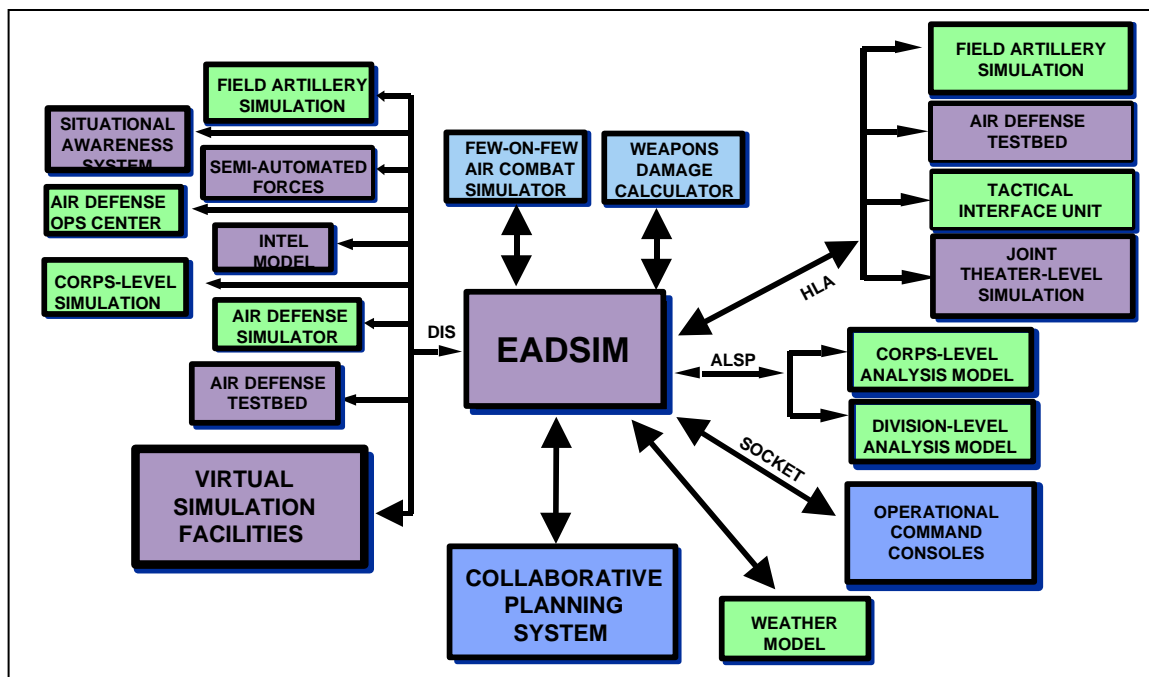 FIELD ARTILLERY
SIMULATION
SITUATIONAL
AWARENESS
SYSTEM
SEMI-AUTOMATED
FORCES
AIR DEFENSE
OPS CENTER
INTEL
MODEL
CORPS-LEVEL
SIMULATION
AIR DEFENSE
SIMULATOR
AIR DEFENSE
TESTBED
VIRTUAL
SIMULATION
FACILITIES
DIS
FEW-ON-FEW
AIR COMBAT
SIMULATOR
WEAPONS
DAMAGE
CALCULATOR
EADSIM
COLLABORATIVE
PLANNING
SYSTEM
HLA
FIELD ARTILLERY
SIMULATION
AIR DEFENSE
TESTBED
TACTICAL
INTERFACE UNIT
JOINT
THEATER-LEVEL
SIMULATION
ALSP
CORPS-LEVEL
ANALYSIS MODEL
DIVISION-LEVEL
ANALYSIS MODEL
SOCKET
OPERATIONAL
COMMAND
CONSOLES
WEATHER
MODEL